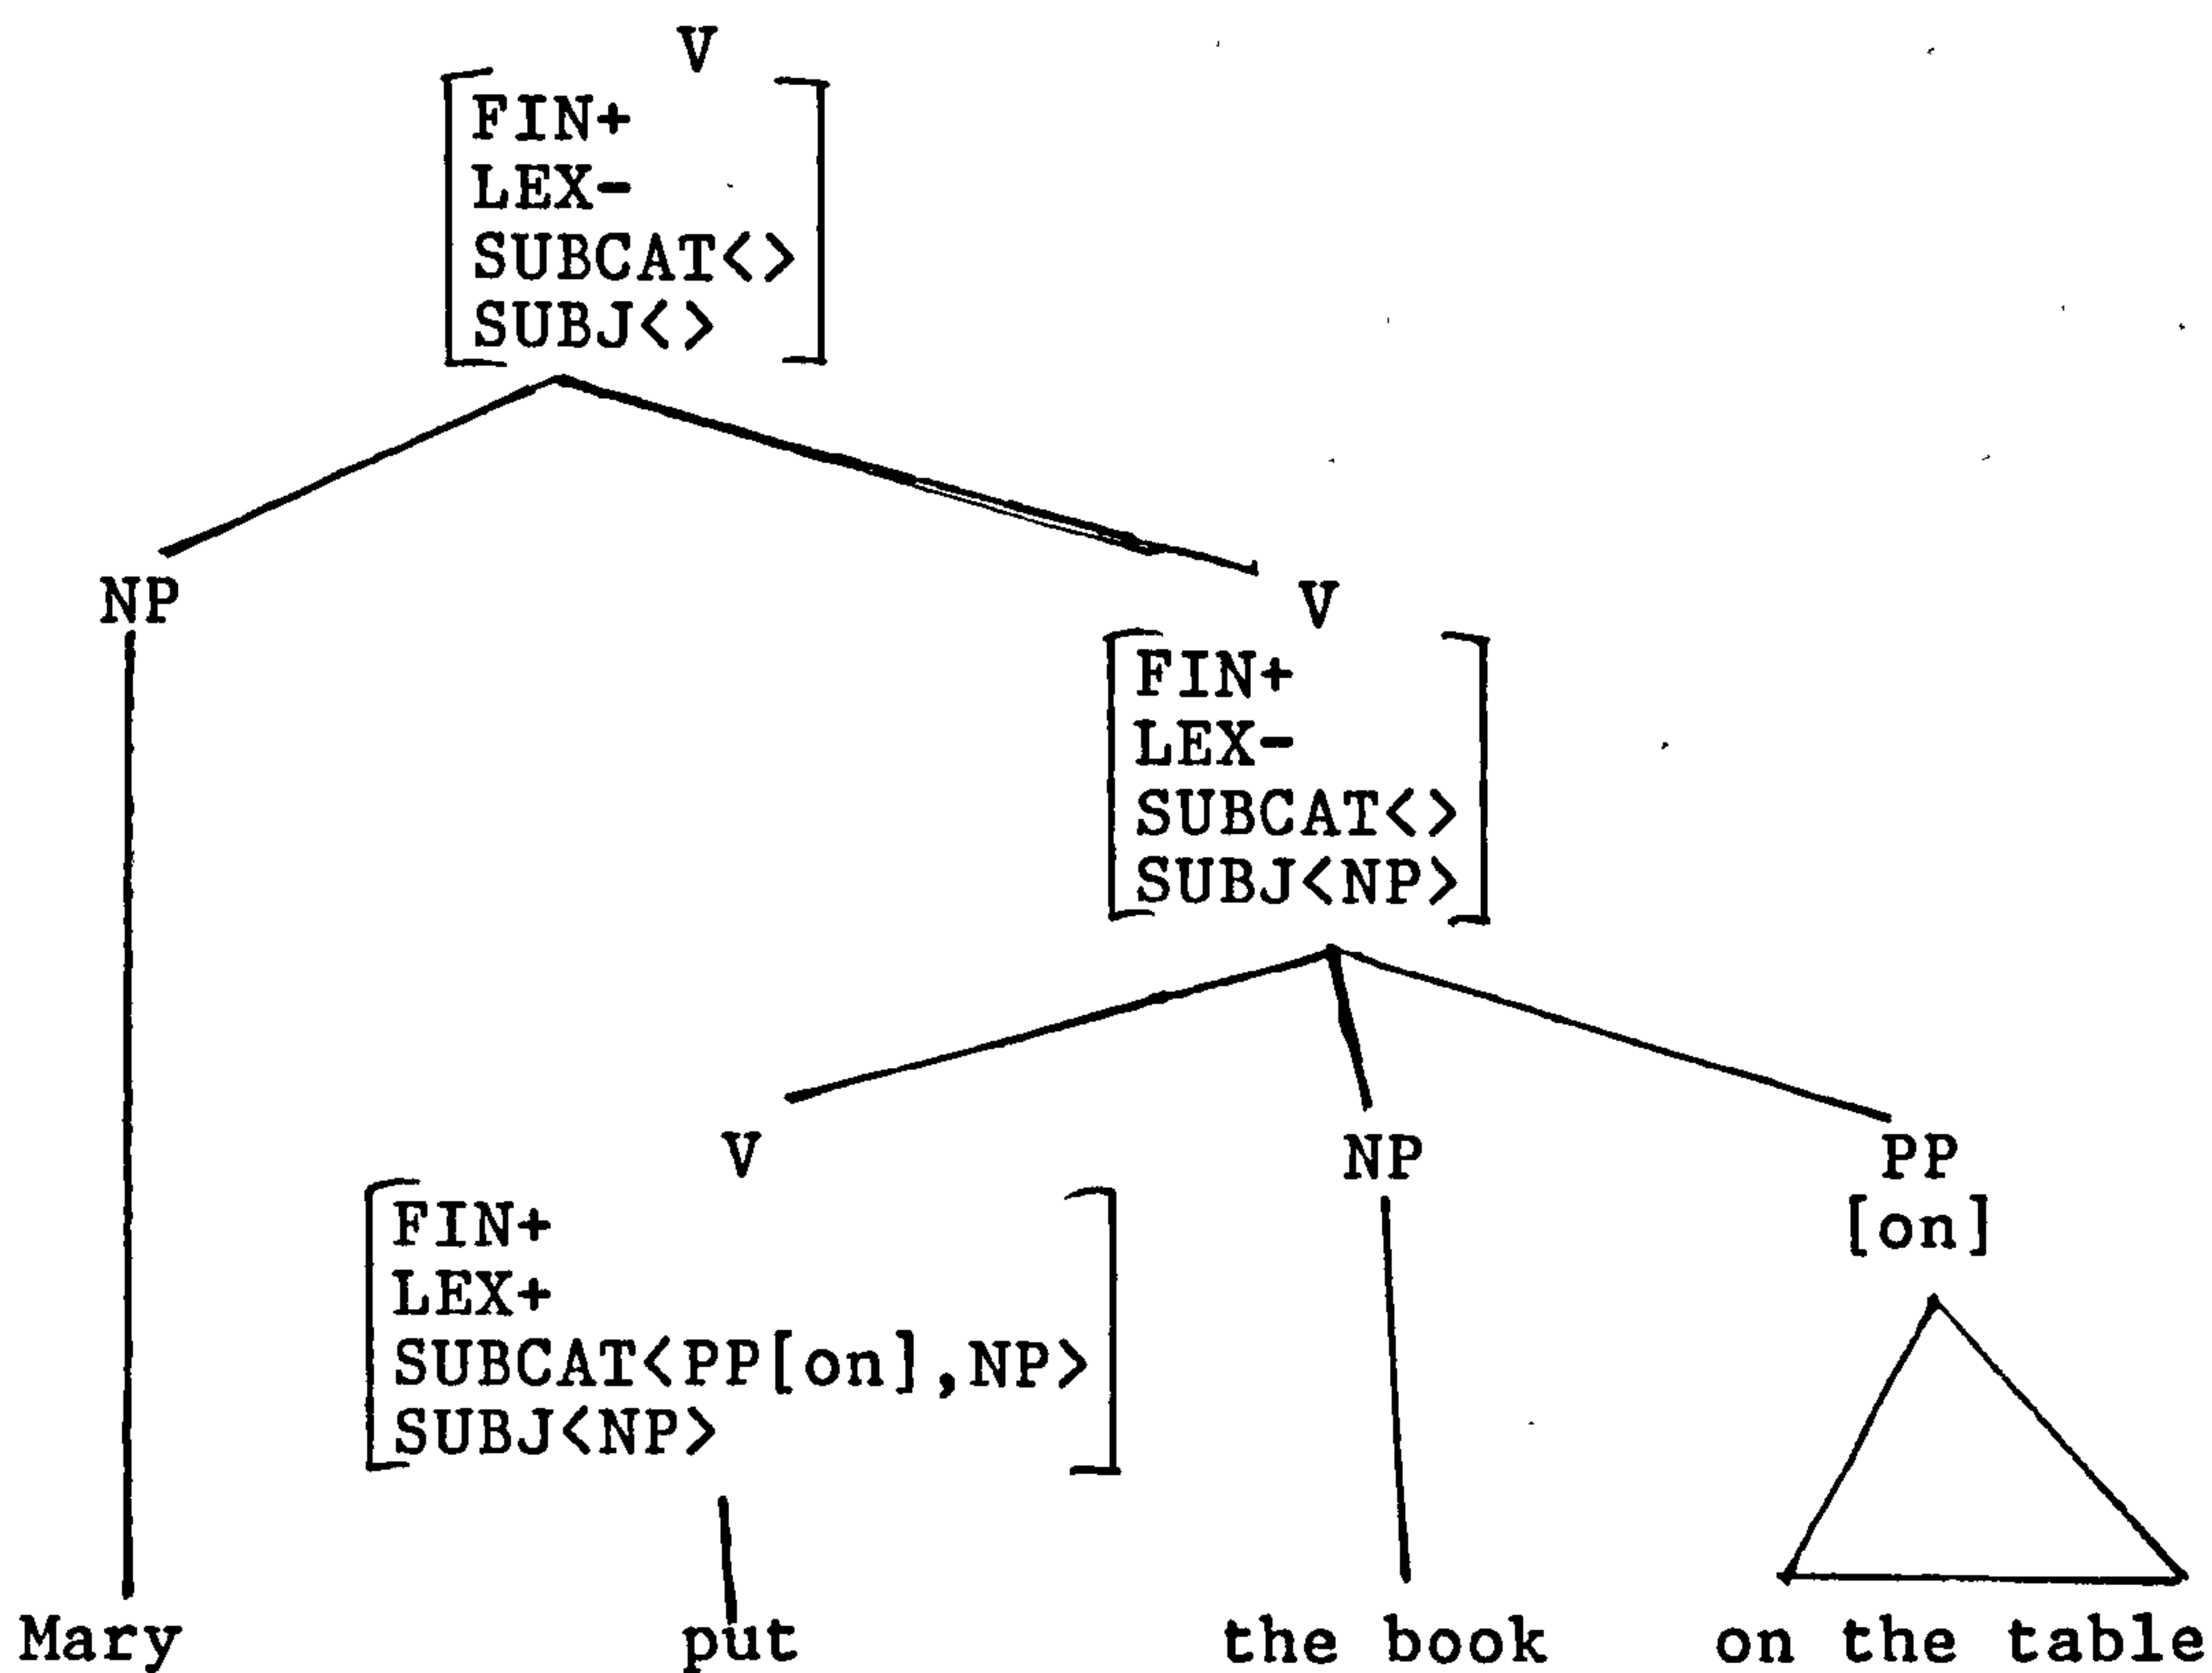 V
FIN+
LEX-
SUBCAT<>
SUBJ<>
NP
V
FIN+
LEX-
SUBCAT<>
SUBJ<NP>
V
FIN+
LEX+
SUBCAT<PP[on],NP>
SUBJ<NP>
NP
PP
[on]
Mary put the book on the table